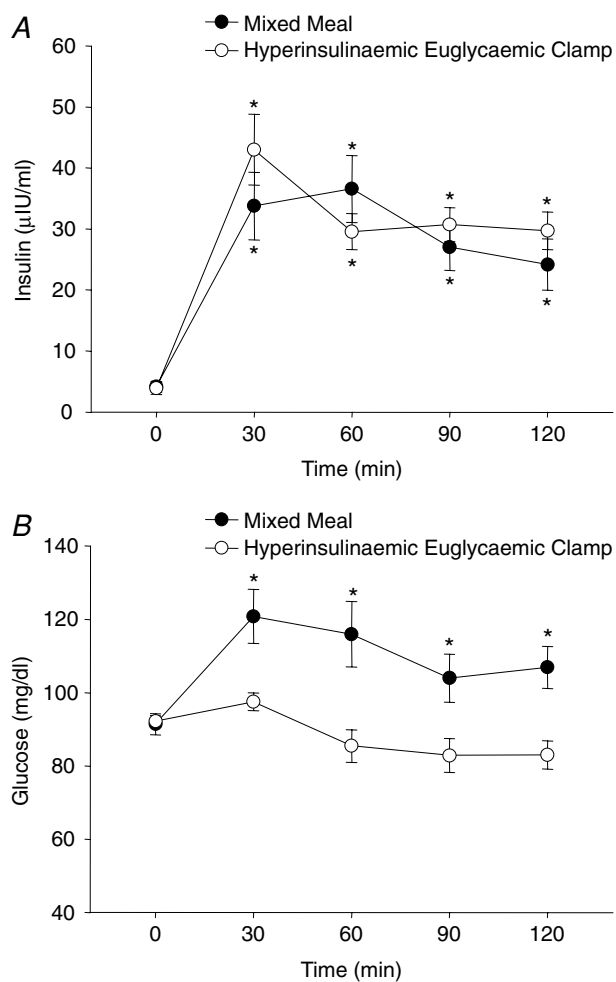 A
Mixed Meal
Hyperinsulinaemic Euglycaemic Clamp
60
50
40
30
20
10
0
Insulin (µIU/ml)
* * * *
* * * *
0 30 60 90 120
Time (min)
B
Mixed Meal
Hyperinsulinaemic Euglycaemic Clamp
140
120
100
80
60
40
Glucose (mg/dl)
* * * *
0 30 60 90 120
Time (min)